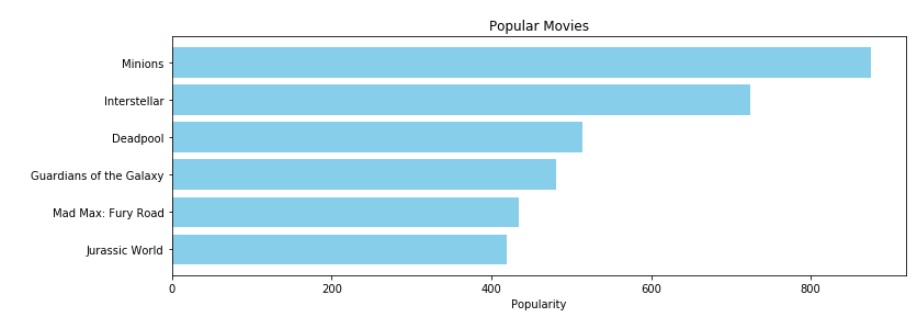 Popular Movies
Minions
Interstellar
Deadpool
Guardians of the Galaxy
Mad Max: Fury Road
Jurassic World
0 200 400 600 800
Popularity